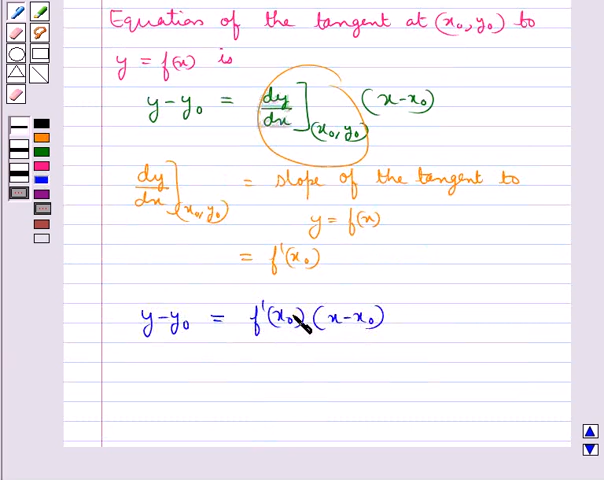 Equation of the tangent at (x₀, y₀) to
y = f(x) is
y-y₀ = dy/dx](x₀, y₀) (x-x₀)
dy/dx](x₀, y₀) = slope of the tangent to
y = f(x)
= f'(x₀)
y-y₀ = f'(x₀) (x-x₀)